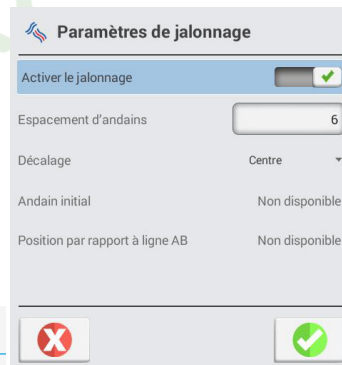 Paramètres de jalonnage
Activer le jalonnage
Espacement d'andains 6
Décalage Centre
Andain initial Non disponible
Position par rapport à ligne AB Non disponible